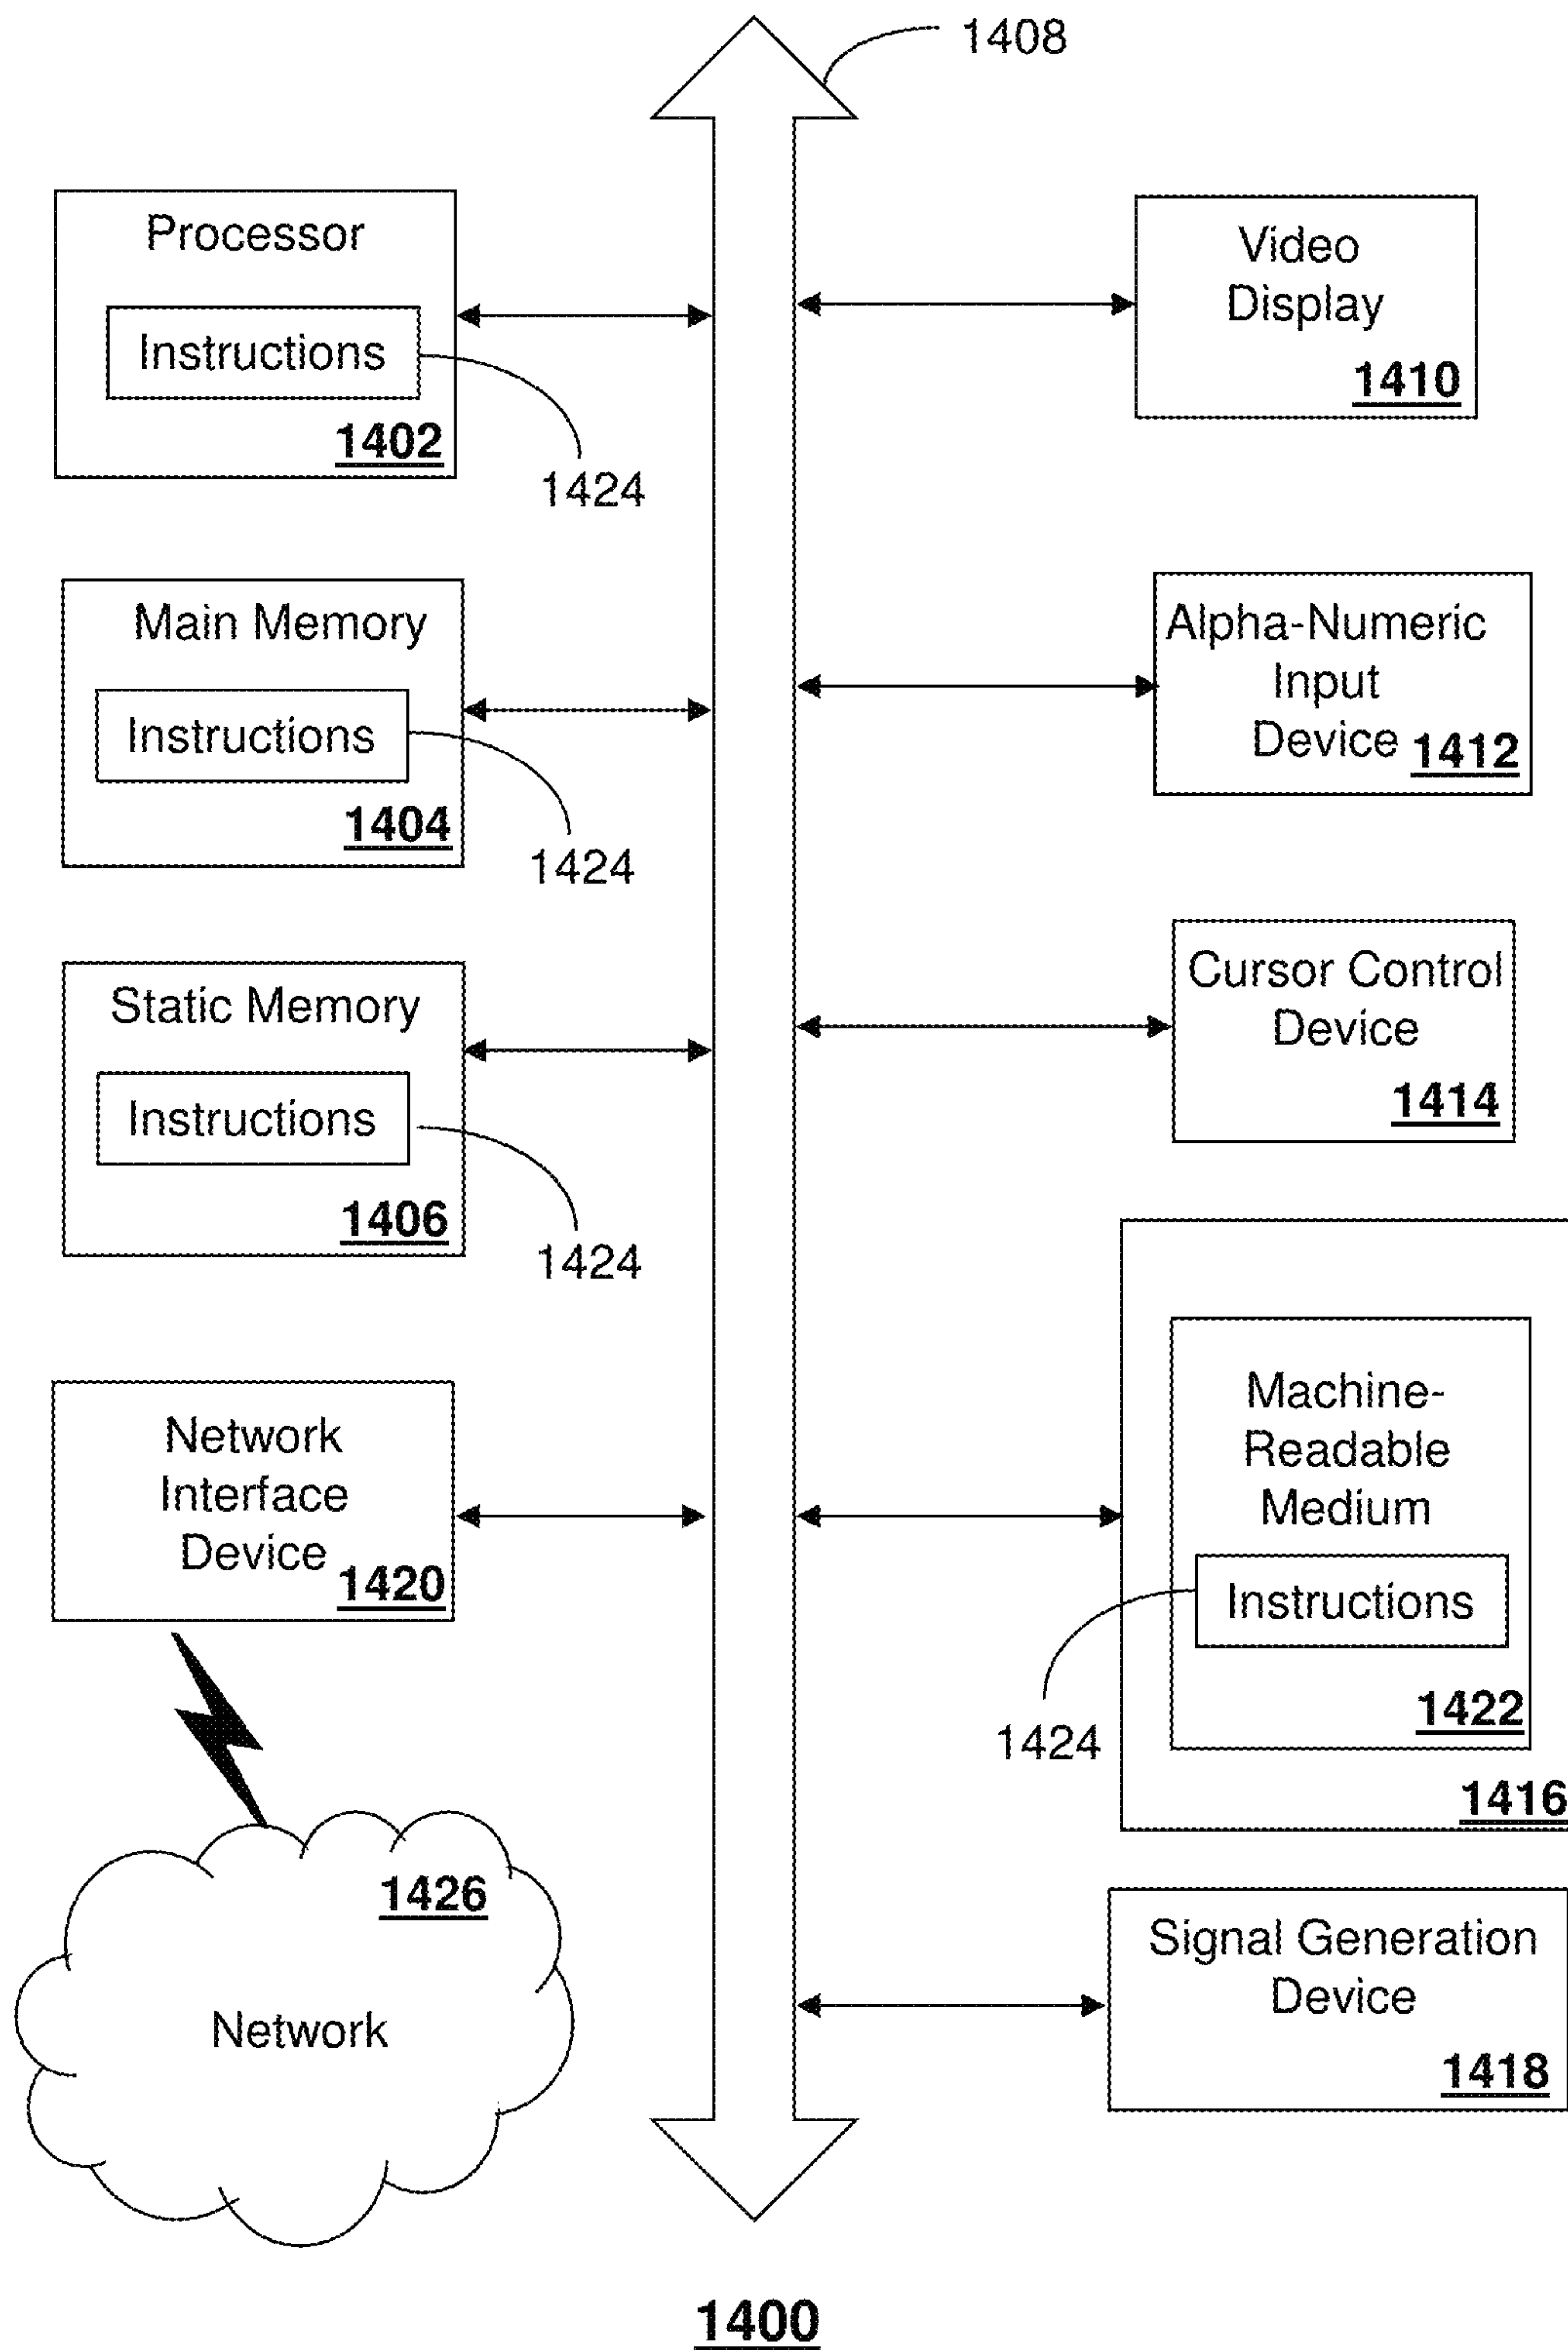 1408
Processor
Instructions
1402
1424
Main Memory
Instructions
1404
1424
Static Memory
Instructions
1406
1424
Network
Interface
Device
1420
1426
Network
Video
Display
1410
Alpha-Numeric
Input
Device 1412
Cursor Control
Device
1414
Machine-
Readable
Medium
Instructions
1422
1424
1416
Signal Generation
Device
1418
1400